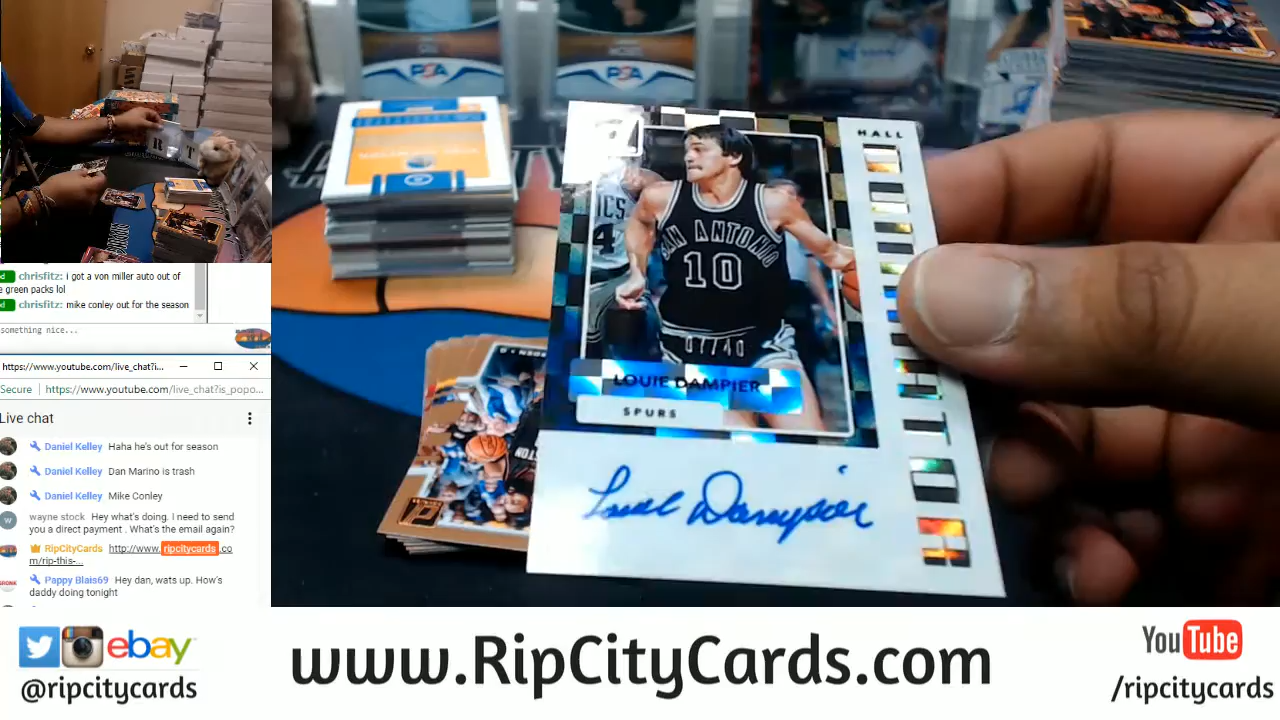 chrisfitz: i got a von miller auto out of
e green packs lol
chrisfitz: mike conley out for the season
something nice...
https://www.youtube.com/live_chat?i...
Secure https://www.youtube.com/live_chat?is_popo...
Live chat
Daniel Kelley Haha he's out for season
Daniel Kelley Dan Marino is trash
Daniel Kelley Mike Conley
wayne stock Hey what's doing. I need to send
you a direct payment . What's the email again?
RipCityCards http://www.ripcitycards.co
m/rip-this-...
Pappy Blais69 Hey dan, wats up. How's
daddy doing tonight
PSA
PSA
HALL
SAN ANTONIO
10
LOUIE DAMPIER
SPURS
Louie Dampier
ebay
@ripcitycards
www.RipCityCards.com
YouTube
/ripcitycards